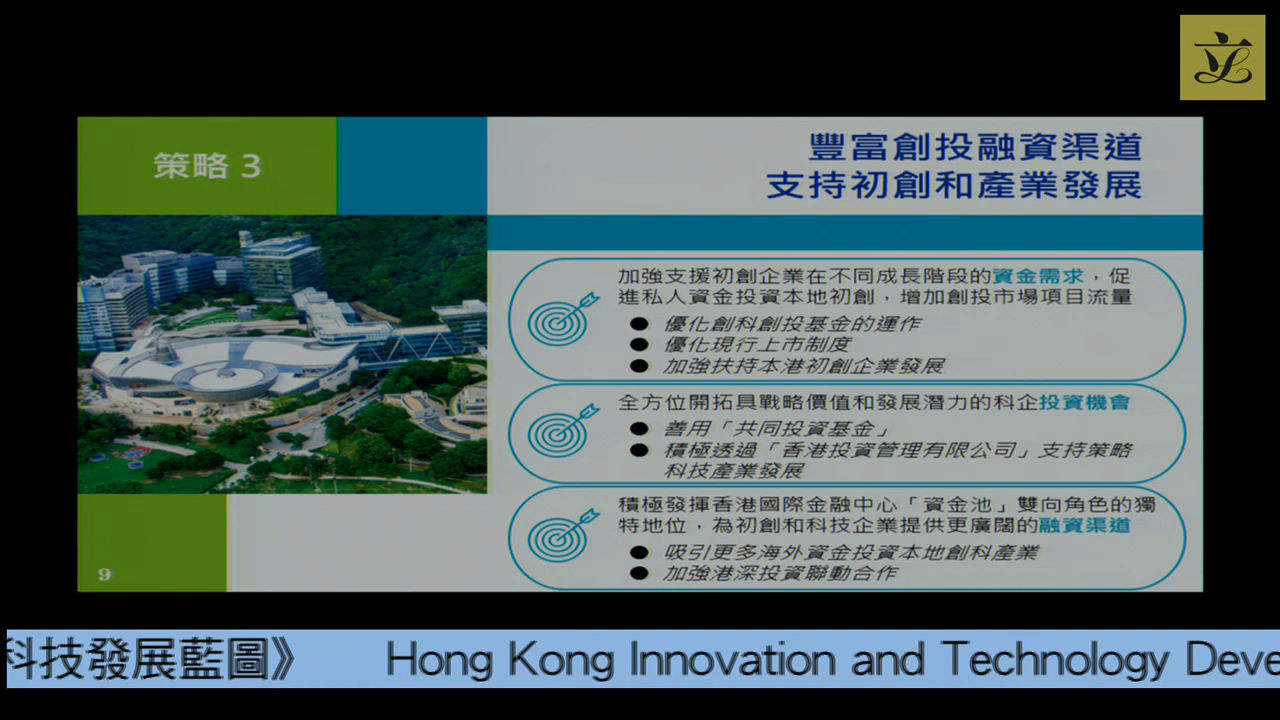 策略 3
豐富創投融資渠道
支持初創和產業發展
加強支援初創企業在不同成長階段的資金需求，促
進私人資金投資本地初創，增加創投市場項目流量
● 優化創科創投基金的運作
● 優化現行上市制度
● 加強扶持本港初創企業發展
全方位開拓具戰略價值和發展潛力的科企投資機會
● 善用「共同投資基金」
● 積極透過「香港投資管理有限公司」支持策略
科技產業發展
積極發揮香港國際金融中心「資金池」雙向角色的獨
特地位，為初創和科技企業提供更廣闊的融資渠道
● 吸引更多海外資金投資本地創科產業
● 加強港深投資聯動合作
9
科技發展藍圖》 Hong Kong Innovation and Technology Deve